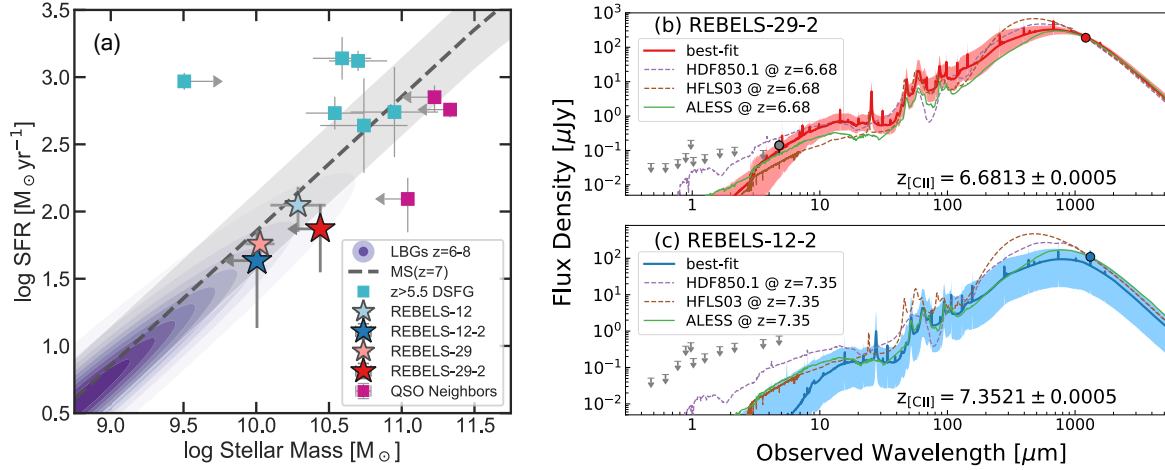 (a)
3.5
3.0
2.5
2.0
1.5
1.0
0.5
log SFR [M⊙yr⁻¹]
LBGs z=6-8
MS(z=7)
z>5.5 DSFG
REBELS-12
REBELS-12-2
REBELS-29
REBELS-29-2
QSO Neighbors
9.0 9.5 10.0 10.5 11.0 11.5
log Stellar Mass [M⊙]
(b) REBELS-29-2
best-fit
HDF850.1 @ z=6.68
HFLS03 @ z=6.68
ALESS @ z=6.68
z[CII] = 6.6813 ± 0.0005
10³
10²
10¹
10⁰
10⁻¹
10⁻²
1 10 100 1000
Flux Density [μJy]
(c) REBELS-12-2
best-fit
HDF850.1 @ z=7.35
HFLS03 @ z=7.35
ALESS @ z=7.35
z[CII] = 7.3521 ± 0.0005
10²
10¹
10⁰
10⁻¹
10⁻²
1 10 100 1000
Observed Wavelength [μm]